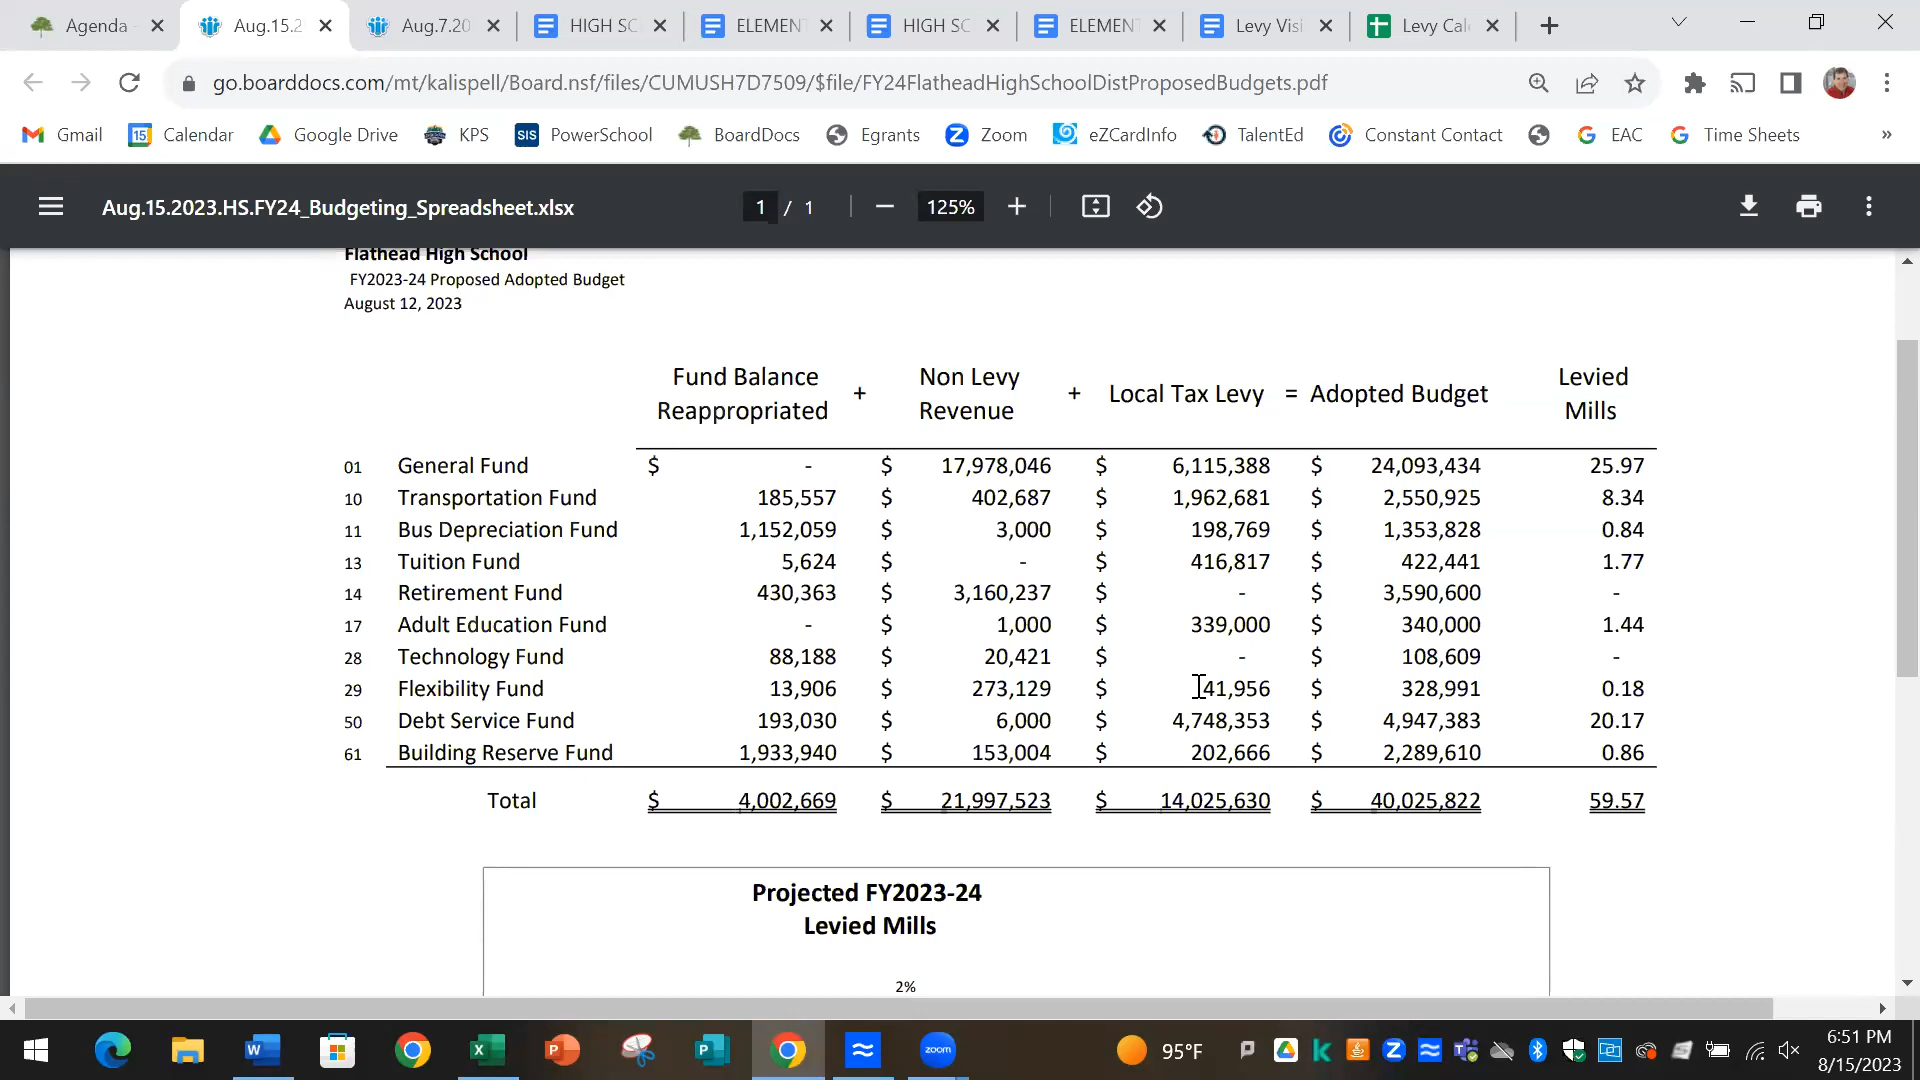 Agenda
Aug.15.2
Aug.7.20
HIGH SC
ELEMEN
HIGH SC
ELEMEN
Levy Visi
Levy Cal
go.boarddocs.com/mt/kalispell/Board.nsf/files/CUMUSH7D7509/$file/FY24FlatheadHighSchoolDistProposedBudgets.pdf
Gmail
15 Calendar
Google Drive
KPS
SIS PowerSchool
BoardDocs
Egrants
Zoom
eZCardInfo
TalentEd
Constant Contact
EAC
Time Sheets
»
Aug.15.2023.HS.FY24_Budgeting_Spreadsheet.xlsx
1 / 1
125%
Flathead High School
FY2023-24 Proposed Adopted Budget
August 12, 2023
Fund Balance Reappropriated + Non Levy Revenue + Local Tax Levy = Adopted Budget Levied Mills
01 General Fund $ - $ 17,978,046 $ 6,115,388 $ 24,093,434 25.97
10 Transportation Fund 185,557 $ 402,687 $ 1,962,681 $ 2,550,925 8.34
11 Bus Depreciation Fund 1,152,059 $ 3,000 $ 198,769 $ 1,353,828 0.84
13 Tuition Fund 5,624 $ - $ 416,817 $ 422,441 1.77
14 Retirement Fund 430,363 $ 3,160,237 $ - $ 3,590,600 -
17 Adult Education Fund - $ 1,000 $ 339,000 $ 340,000 1.44
28 Technology Fund 88,188 $ 20,421 $ - $ 108,609 -
29 Flexibility Fund 13,906 $ 273,129 $ 41,956 $ 328,991 0.18
50 Debt Service Fund 193,030 $ 6,000 $ 4,748,353 $ 4,947,383 20.17
61 Building Reserve Fund 1,933,940 $ 153,004 $ 202,666 $ 2,289,610 0.86
Total $ 4,002,669 $ 21,997,523 $ 14,025,630 $ 40,025,822 59.57
Projected FY2023-24
Levied Mills
2%
zoom
95°F
6:51 PM
8/15/2023